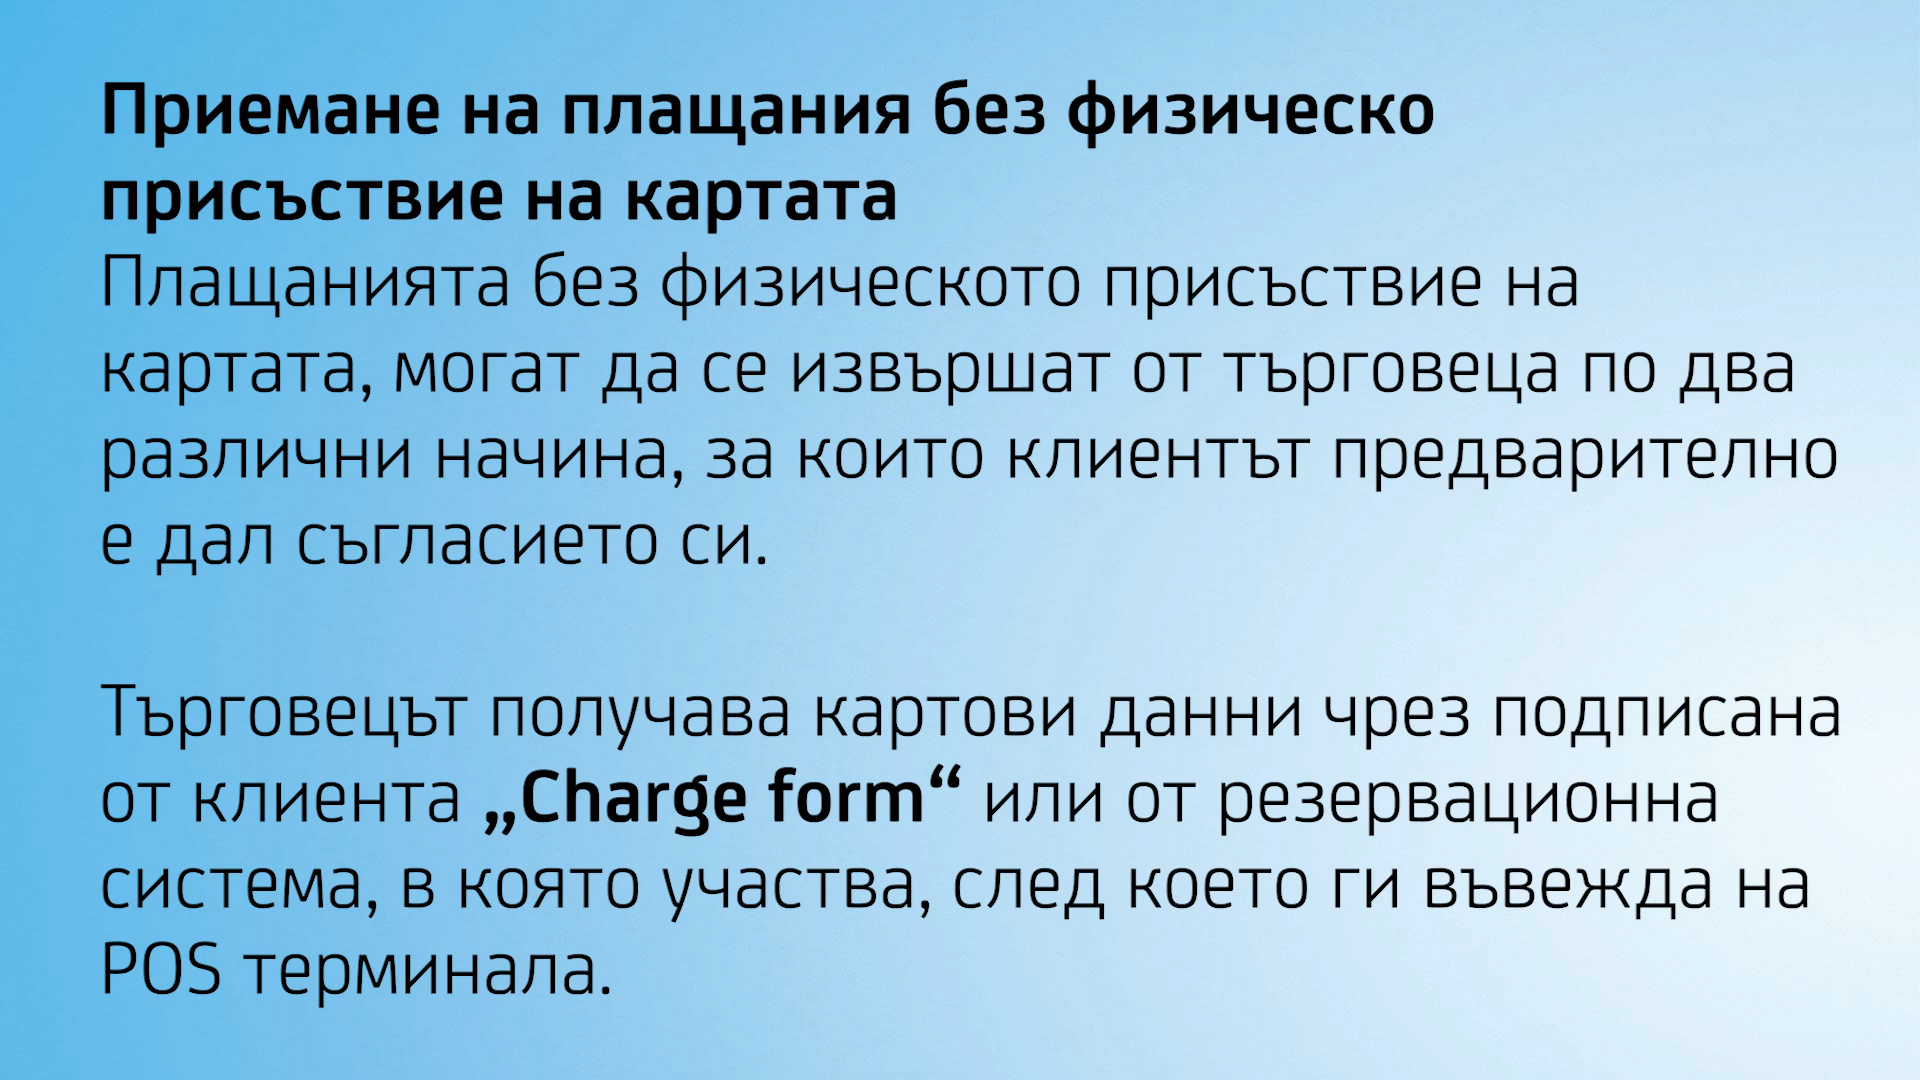 Приемане на плащания без физическо
присъствие на картата
Плащанията без физическото присъствие на
картата, могат да се извършат от търговеца по два
различни начина, за които клиентът предварително
е дал съгласието си.
Търговецът получава картови данни чрез подписана
от клиента „Charge form“ или от резервационна
система, в която участва, след което ги въвежда на
POS терминала.